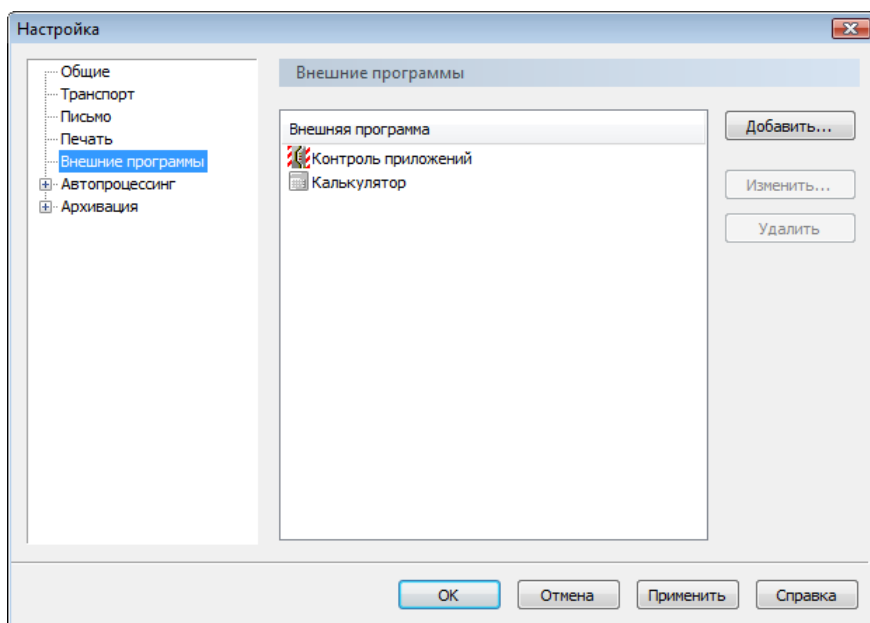 Настройка
Общие
Транспорт
Письмо
Печать
Внешние программы
Автопроцессинг
Архивация
Внешние программы
Внешняя программа
Контроль приложений
Калькулятор
Добавить...
Изменить...
Удалить
ОК
Отмена
Применить
Справка